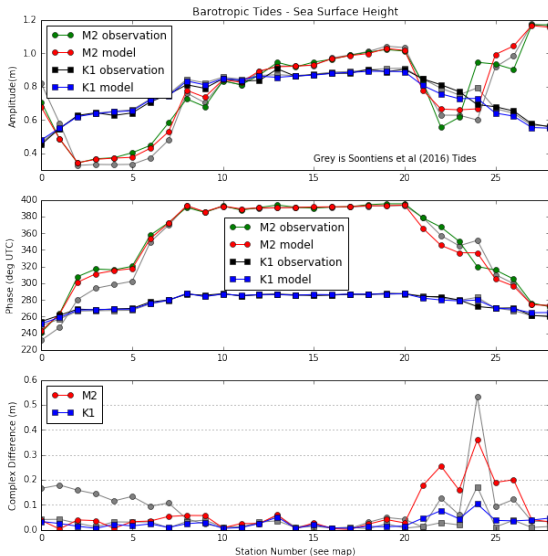 Barotropic Tides - Sea Surface Height
Amplitude(m)
1.2
1.0
0.8
0.6
0.4
M2 observation
M2 model
K1 observation
K1 model
Grey is Soontiens et al (2016) Tides
0 5 10 15 20 25
Phase (deg UTC)
400
380
360
340
320
300
280
260
240
220
M2 observation
M2 model
K1 observation
K1 model
0 5 10 15 20 25
Complex Difference (m)
0.6
0.5
0.4
0.3
0.2
0.1
0.0
M2
K1
0 5 10 15 20 25
Station Number (see map)